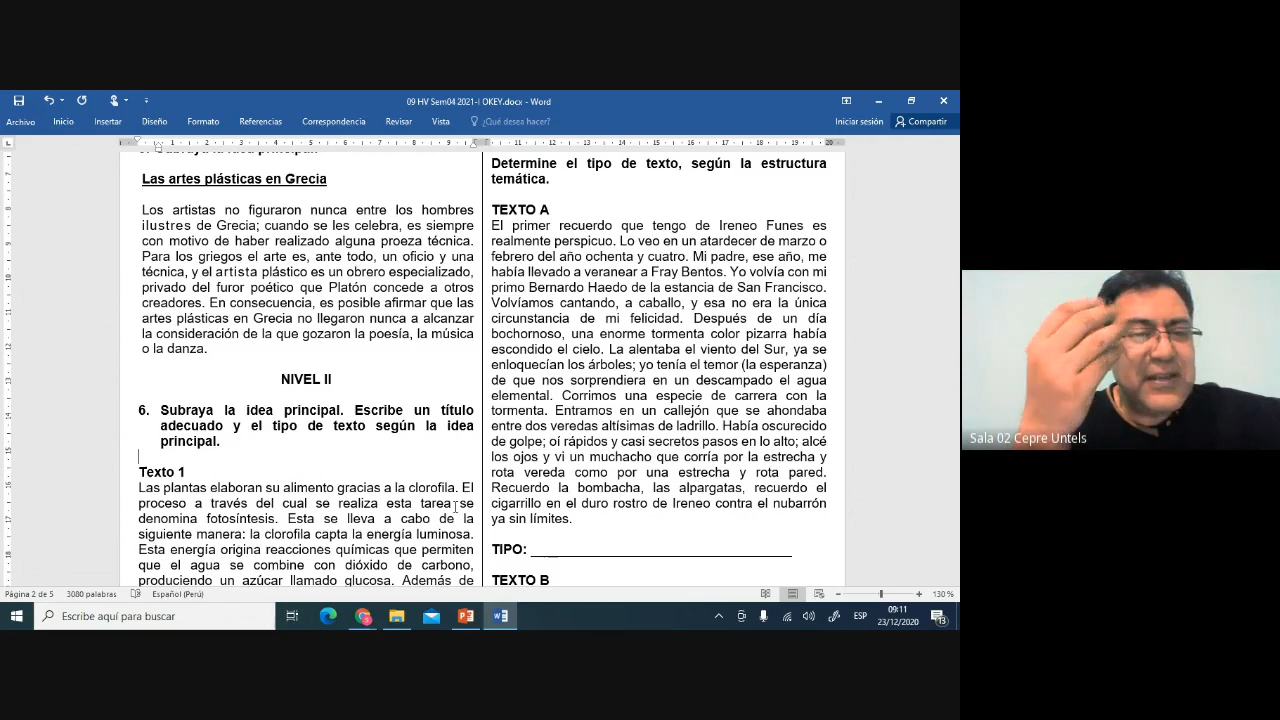 09 HV Sem04 2021-I OKEY.docx - Word
Archivo Inicio Insertar Diseño Formato Referencias Correspondencia Revisar Vista ¿Qué desea hacer? Iniciar sesión Compartir
Las artes plásticas en Grecia
Los artistas no figuraron nunca entre los hombres
ilustres de Grecia; cuando se les celebra, es siempre
con motivo de haber realizado alguna proeza técnica.
Para los griegos el arte es, ante todo, un oficio y una
técnica, y el artista plástico es un obrero especializado,
privado del furor poético que Platón concede a otros
creadores. En consecuencia, es posible afirmar que las
artes plásticas en Grecia no llegaron nunca a alcanzar
la consideración de la que gozaron la poesía, la música
o la danza.
NIVEL II
6. Subraya la idea principal. Escribe un título
adecuado y el tipo de texto según la idea
principal.
Texto 1
Las plantas elaboran su alimento gracias a la clorofila. El
proceso a través del cual se realiza esta tarea se
denomina fotosíntesis. Esta se lleva a cabo de la
siguiente manera: la clorofila capta la energía luminosa.
Esta energía origina reacciones químicas que permiten
que el agua se combine con dióxido de carbono,
produciendo un azúcar llamado glucosa. Además de
Determine el tipo de texto, según la estructura
temática.
TEXTO A
El primer recuerdo que tengo de Ireneo Funes es
realmente perspicuo. Lo veo en un atardecer de marzo o
febrero del año ochenta y cuatro. Mi padre, ese año, me
había llevado a veranear a Fray Bentos. Yo volvía con mi
primo Bernardo Haedo de la estancia de San Francisco.
Volvíamos cantando, a caballo, y esa no era la única
circunstancia de mi felicidad. Después de un día
bochornoso, una enorme tormenta color pizarra había
escondido el cielo. La alentaba el viento del Sur, ya se
enloquecían los árboles; yo tenía el temor (la esperanza)
de que nos sorprendiera en un descampado el agua
elemental. Corrimos una especie de carrera con la
tormenta. Entramos en un callejón que se ahondaba
entre dos veredas altísimas de ladrillo. Había oscurecido
de golpe; oí rápidos y casi secretos pasos en lo alto; alcé
los ojos y vi un muchacho que corría por la estrecha y
rota vereda como por una estrecha y rota pared.
Recuerdo la bombacha, las alpargatas, recuerdo el
cigarrillo en el duro rostro de Ireneo contra el nubarrón
ya sin límites.
TIPO:
TEXTO B
Sala 02 Cepre Untels
Página 2 de 5 3080 palabras Español (Perú) 130 %
Escribe aquí para buscar
ESP
09:11
23/12/2020
13